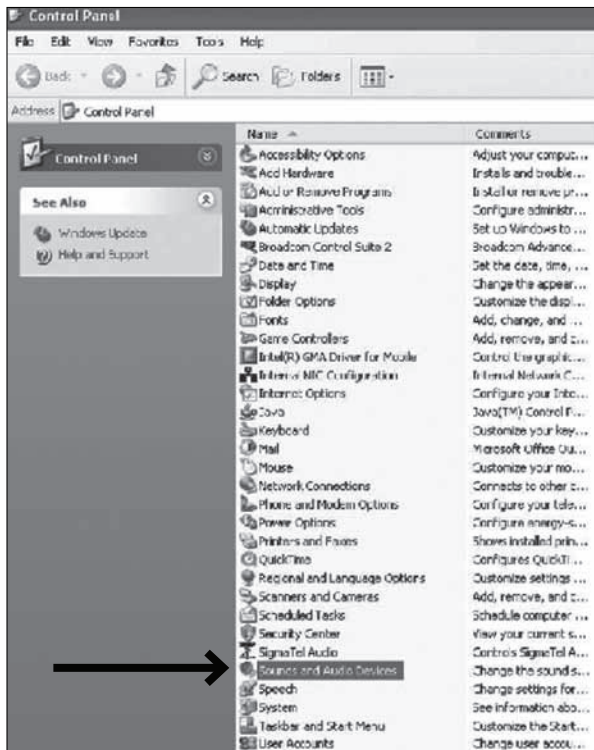 Control Panel
File Edit View Favorites Tools Help
Back Search Folders
Address Control Panel
Name Comments
Control Panel
See Also
Windows Update
Help and Support
Accessibility Options Adjust your comput...
Add Hardware Installs and trouble...
Add or Remove Programs Install or remove pr...
Administrative Tools Configure administr...
Automatic Updates Set up Windows to ...
Broadcom Control Suite 2 Broadcom Advance...
Date and Time Set the date, time, ...
Display Change the appear...
Folder Options Customize the displ...
Fonts Add, change, and ...
Game Controllers Add, remove, and c...
Intel(R) GMA Driver for Mobile Control the graphic...
Internal NIC Configuration Internal Network C...
Internet Options Configure your Inte...
Java Java(TM) Control P...
Keyboard Customize your key...
Mail Microsoft Office Ou...
Mouse Customize your mo...
Network Connections Connects to other c...
Phone and Modem Options Configure your tele...
Power Options Configure energy-s...
Printers and Faxes Shows installed prin...
QuickTime Configures QuickTi...
Regional and Language Options Customize settings ...
Scanners and Cameras Add, remove, and c...
Scheduled Tasks Schedule computer ...
Security Center View your current s...
SigmaTel Audio Controls SigmaTel A...
Sounds and Audio Devices Change the sound s...
Speech Change settings for...
System See information abo...
Taskbar and Start Menu Customize the Start...
User Accounts Change user accou...